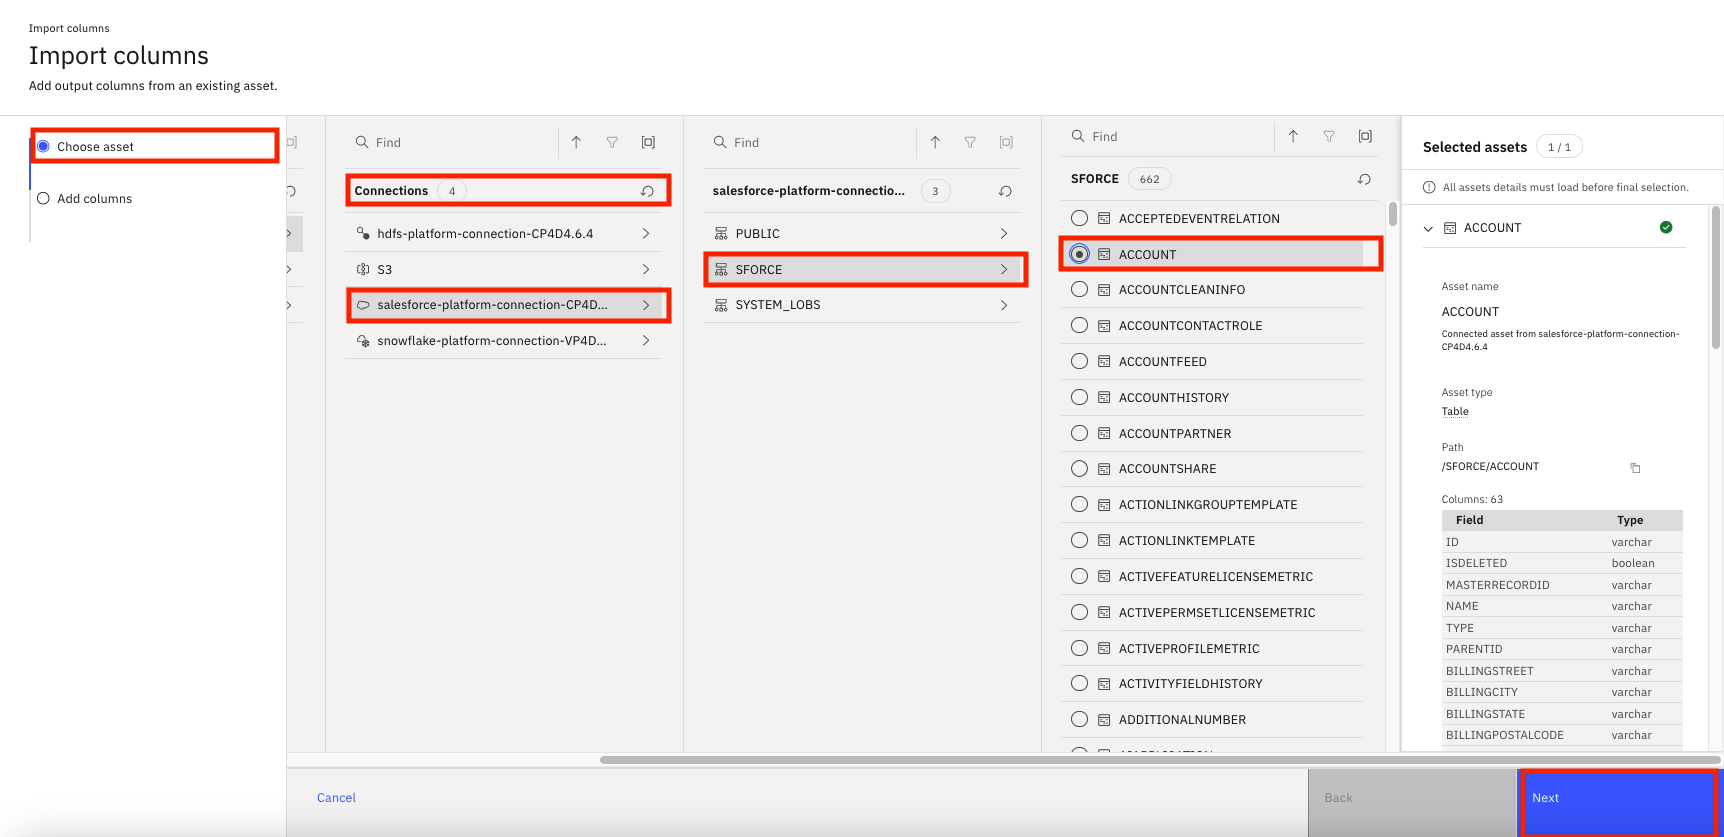 Import columns
Import columns
Add output columns from an existing asset.
Choose asset
Add columns
Find
Connections 4
hdfs-platform-connection-CP4D4.6.4
S3
salesforce-platform-connection-CP4D...
snowflake-platform-connection-VP4D...
Find
salesforce-platform-connectio... 3
PUBLIC
SFORCE
SYSTEM_LOBS
Find
SFORCE 662
ACCEPTEDEVENTRELATION
ACCOUNT
ACCOUNTCLEANINFO
ACCOUNTCONTACTROLE
ACCOUNTFEED
ACCOUNTHISTORY
ACCOUNTPARTNER
ACCOUNTSHARE
ACTIONLINKGROUPTEMPLATE
ACTIONLINKTEMPLATE
ACTIVEFEATURELICENSEMETRIC
ACTIVEPERMSETLICENSEMETRIC
ACTIVEPROFILEMETRIC
ACTIVITYFIELDHISTORY
ADDITIONALNUMBER
Selected assets 1 / 1
All assets details must load before final selection.
ACCOUNT
Asset name
ACCOUNT
Connected asset from salesforce-platform-connection-
CP4D4.6.4
Asset type
Table
Path
/SFORCE/ACCOUNT
Columns: 63
Field Type
ID varchar
ISDELETED boolean
MASTERRECORDID varchar
NAME varchar
TYPE varchar
PARENTID varchar
BILLINGSTREET varchar
BILLINGCITY varchar
BILLINGSTATE varchar
BILLINGPOSTALCODE varchar
Cancel
Back
Next